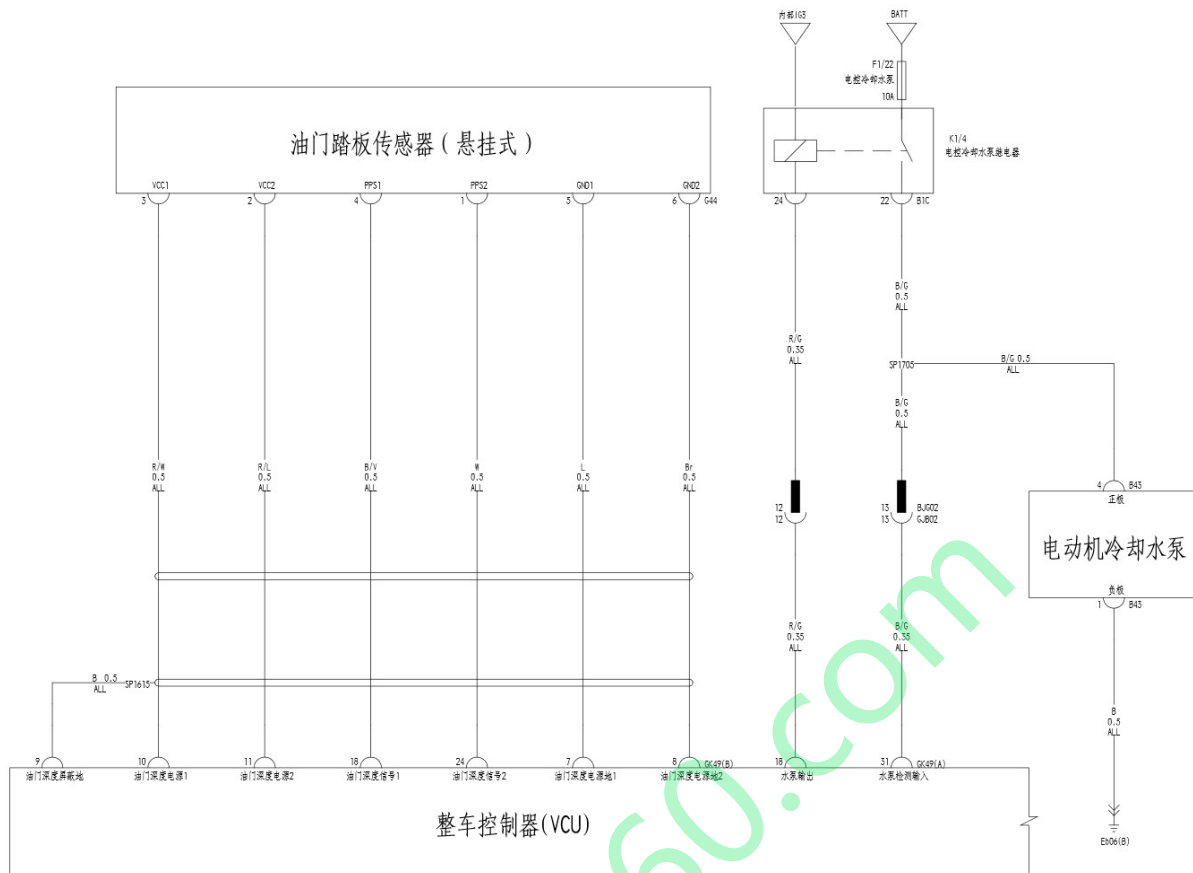 内部IG3
BATT
F1/22
电控冷却水泵
10A
K1/4
电控冷却水泵继电器
油门踏板传感器(悬挂式)
VCC1
VCC2
PPS1
PPS2
GND1
GND2
3
2
4
1
5
6
G44
24
22
B1C
B/G
0.5
ALL
R/G
0.35
ALL
SP1705
B/G 0.5
ALL
B/G
0.5
ALL
R/W
0.5
ALL
R/L
0.5
ALL
B/V
0.5
ALL
W
0.5
ALL
L
0.5
ALL
Br
0.5
ALL
4
B43
正极
12
12
13
BJG02
13
GJB02
电动机冷却水泵
负极
1
B43
R/G
0.35
ALL
B/G
0.35
ALL
B 0.5
ALL
SP1615
B
0.5
ALL
9
10
11
18
24
7
8
GK49(B)
18
31
GK49(A)
油门深度屏蔽地
油门深度电源1
油门深度电源2
油门深度信号1
油门深度信号2
油门深度电源地1
油门深度电源地2
水泵输出
水泵检测输入
整车控制器(VCU)
Eb06(B)
60.com